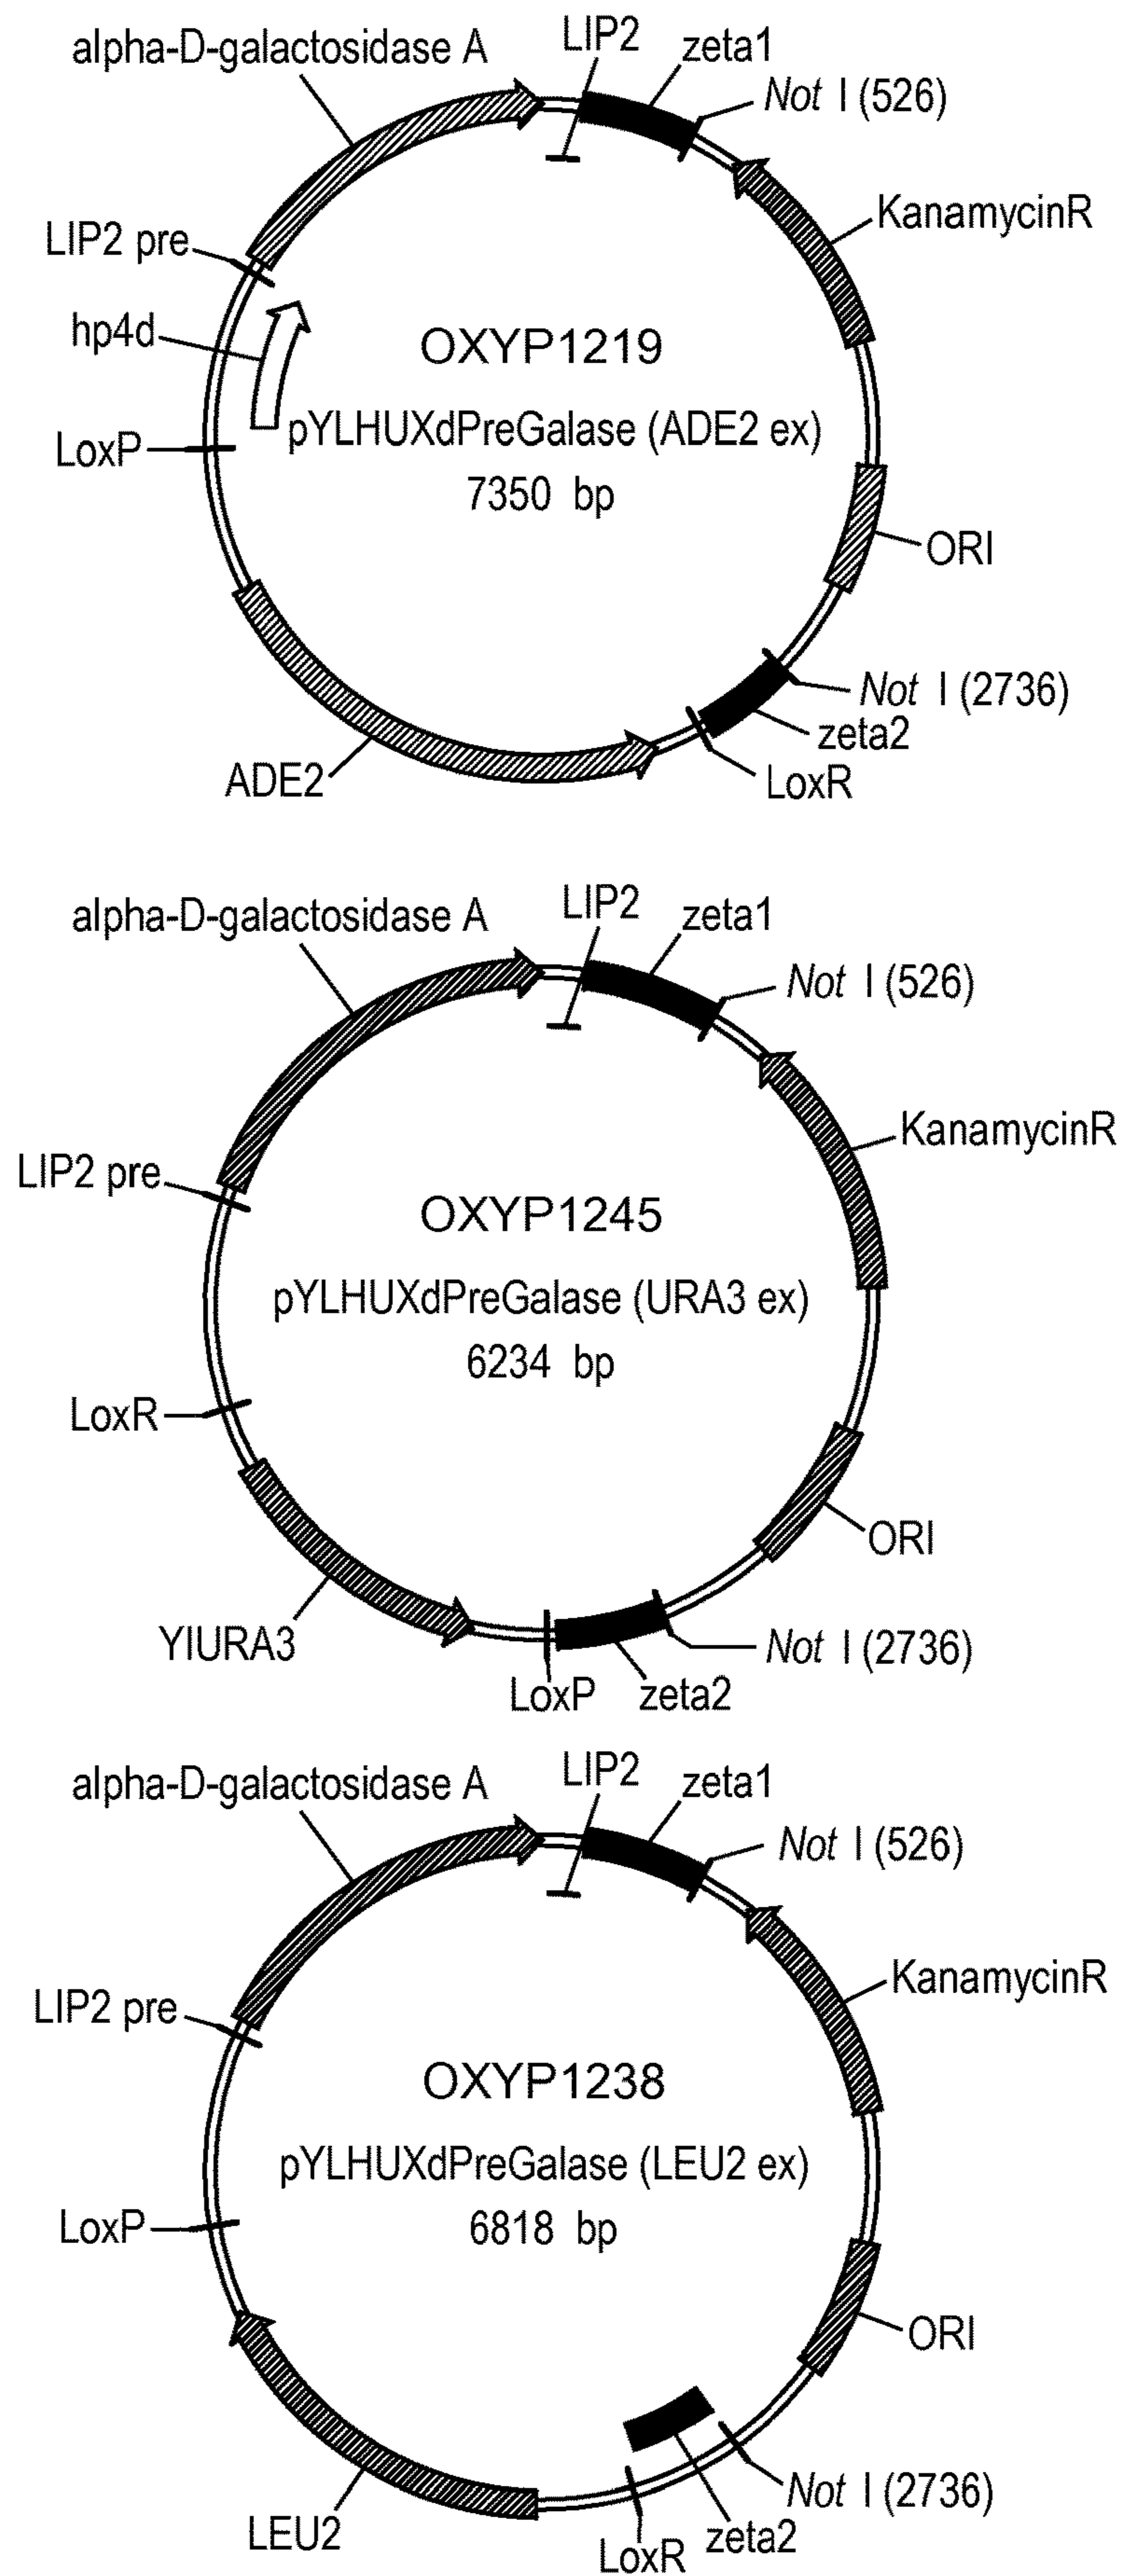 alpha-D-galactosidase A
LIP2
zeta1
Not I (526)
KanamycinR
LIP2 pre
hp4d
OXYP1219
pYLHUXdPreGalase (ADE2 ex)
7350 bp
LoxP
ORI
Not I (2736)
zeta2
LoxR
ADE2
alpha-D-galactosidase A
LIP2
zeta1
Not I (526)
KanamycinR
LIP2 pre
OXYP1245
pYLHUXdPreGalase (URA3 ex)
6234 bp
LoxR
ORI
YIURA3
Not I (2736)
LoxP
zeta2
alpha-D-galactosidase A
LIP2
zeta1
Not I (526)
KanamycinR
LIP2 pre
OXYP1238
pYLHUXdPreGalase (LEU2 ex)
6818 bp
LoxP
ORI
Not I (2736)
LEU2
zeta2
LoxR